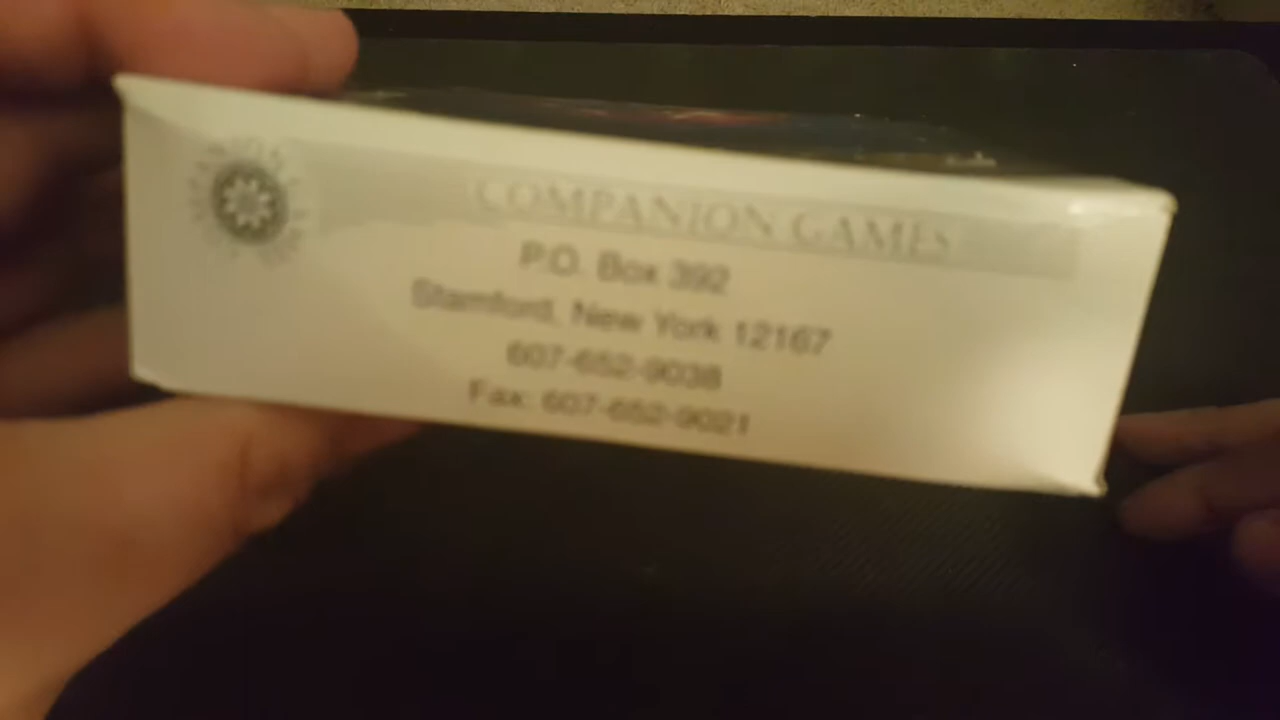 COMPANION GAMES
P.O. Box 392
Stamford, New York 12167
607-652-9038
Fax: 607-652-9021